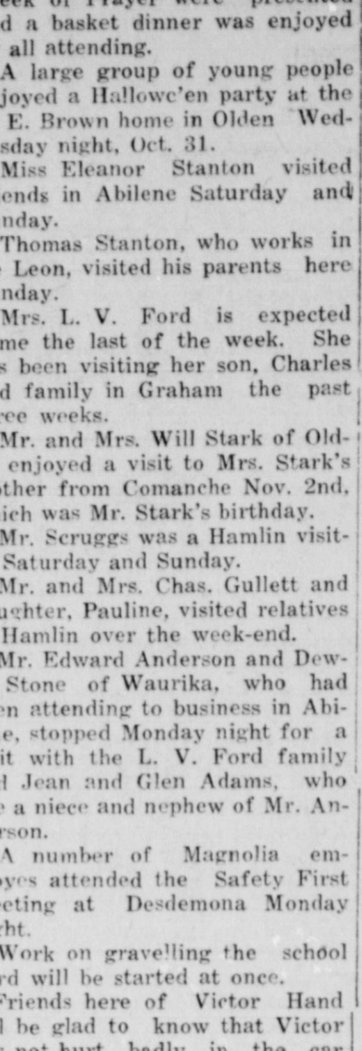 d a basket dinner was enjoyed
all attending.
A large group of young people
joyed a Hallowe'en party at the
E. Brown home in Olden Wed-
sday night, Oct. 31.
Miss Eleanor Stanton visited
ends in Abilene Saturday and
nday.
Thomas Stanton, who works in
Leon, visited his parents here
nday.
Mrs. L. V. Ford is expected
me the last of the week. She
s been visiting her son, Charles
d family in Graham the past
ree weeks.
Mr. and Mrs. Will Stark of Old-
enjoyed a visit to Mrs. Stark's
other from Comanche Nov. 2nd,
ich was Mr. Stark's birthday.
Mr. Scruggs was a Hamlin visit-
Saturday and Sunday.
Mr. and Mrs. Chas. Gullett and
ughter, Pauline, visited relatives
Hamlin over the week-end.
Mr. Edward Anderson and Dew-
Stone of Waurika, who had
en attending to business in Abi-
e, stopped Monday night for a
it with the L. V. Ford family
d Jean and Glen Adams, who
e a niece and nephew of Mr. An-
rson.
A number of Magnolia em-
oyes attended the Safety First
eting at Desdemona Monday
ght.
Work on gravelling the school
rd will be started at once.
Friends here of Victor Hand
l be glad to know that Victor
not hurt badly in the car